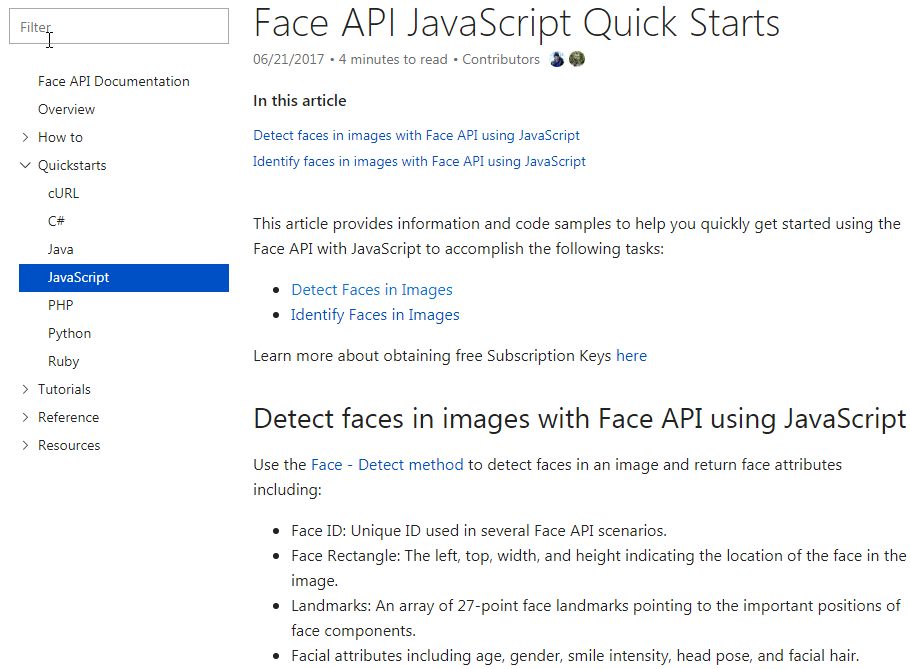 Filter
Face API Documentation
Overview
How to
Quickstarts
cURL
C#
Java
JavaScript
PHP
Python
Ruby
Tutorials
Reference
Resources
Face API JavaScript Quick Starts
06/21/2017 • 4 minutes to read • Contributors
In this article
Detect faces in images with Face API using JavaScript
Identify faces in images with Face API using JavaScript
This article provides information and code samples to help you quickly get started using the
Face API with JavaScript to accomplish the following tasks:
• Detect Faces in Images
• Identify Faces in Images
Learn more about obtaining free Subscription Keys here
Detect faces in images with Face API using JavaScript
Use the Face - Detect method to detect faces in an image and return face attributes
including:
• Face ID: Unique ID used in several Face API scenarios.
• Face Rectangle: The left, top, width, and height indicating the location of the face in the
image.
• Landmarks: An array of 27-point face landmarks pointing to the important positions of
face components.
• Facial attributes including age, gender, smile intensity, head pose, and facial hair.